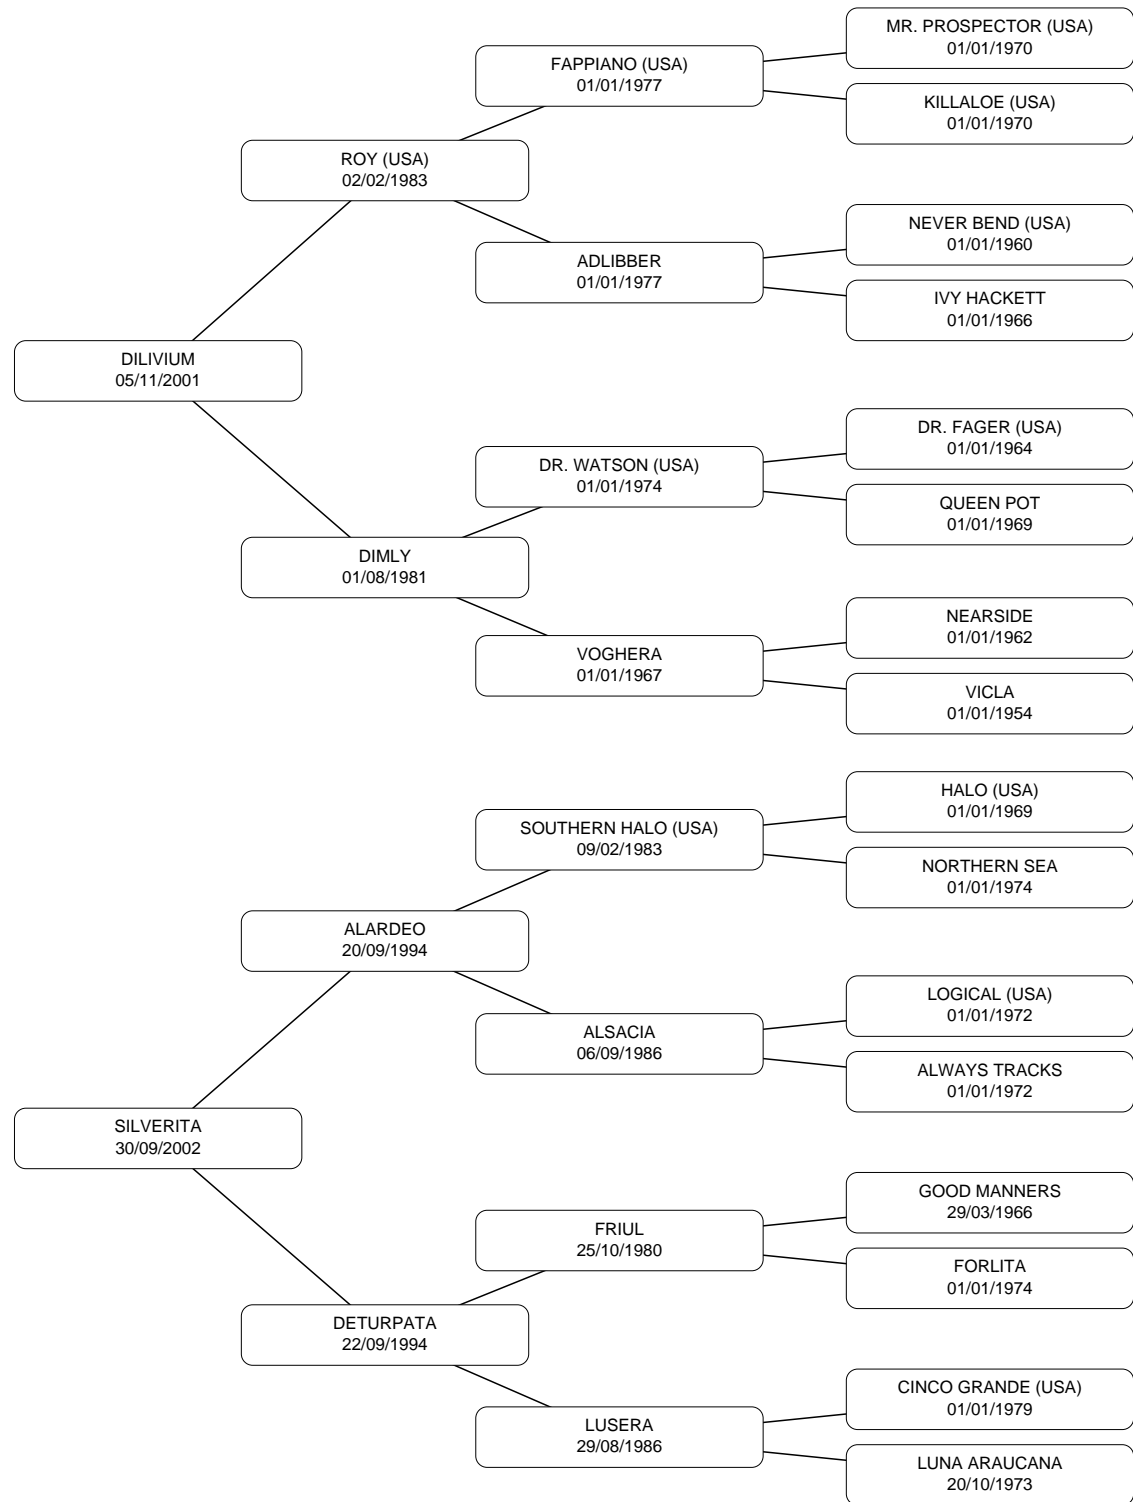 MR. PROSPECTOR (USA)
01/01/1970
FAPPIANO (USA)
01/01/1977
KILLALOE (USA)
01/01/1970
ROY (USA)
02/02/1983
NEVER BEND (USA)
01/01/1960
ADLIBBER
01/01/1977
IVY HACKETT
01/01/1966
DILIVIUM
05/11/2001
DR. FAGER (USA)
01/01/1964
DR. WATSON (USA)
01/01/1974
QUEEN POT
01/01/1969
DIMLY
01/08/1981
NEARSIDE
01/01/1962
VOGHERA
01/01/1967
VICLA
01/01/1954
HALO (USA)
01/01/1969
SOUTHERN HALO (USA)
09/02/1983
NORTHERN SEA
01/01/1974
ALARDEO
20/09/1994
LOGICAL (USA)
01/01/1972
ALSACIA
06/09/1986
ALWAYS TRACKS
01/01/1972
SILVERITA
30/09/2002
GOOD MANNERS
29/03/1966
FRIUL
25/10/1980
FORLITA
01/01/1974
DETURPATA
22/09/1994
CINCO GRANDE (USA)
01/01/1979
LUSERA
29/08/1986
LUNA ARAUCANA
20/10/1973